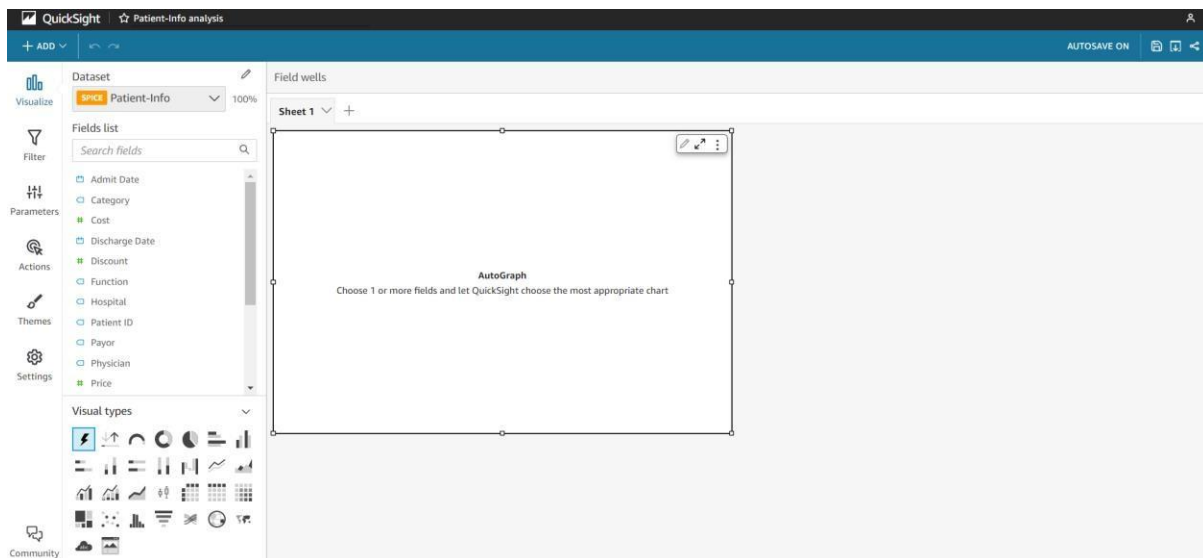 QuickSight Patient-Info analysis
+ ADD AUTOSAVE ON
Visualize
Filter
Parameters
Actions
Themes
Settings
Community
Dataset
SPICE Patient-Info 100%
Fields list
Search fields
Admit Date
Category
# Cost
Discharge Date
# Discount
Function
Hospital
Patient ID
Payor
Physician
# Price
Visual types
Field wells
Sheet 1 +
AutoGraph
Choose 1 or more fields and let QuickSight choose the most appropriate chart